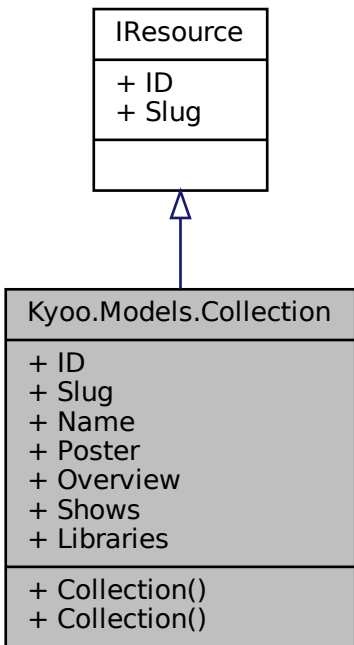 IResource
+ ID
+ Slug
Kyoo.Models.Collection
+ ID
+ Slug
+ Name
+ Poster
+ Overview
+ Shows
+ Libraries
+ Collection()
+ Collection()